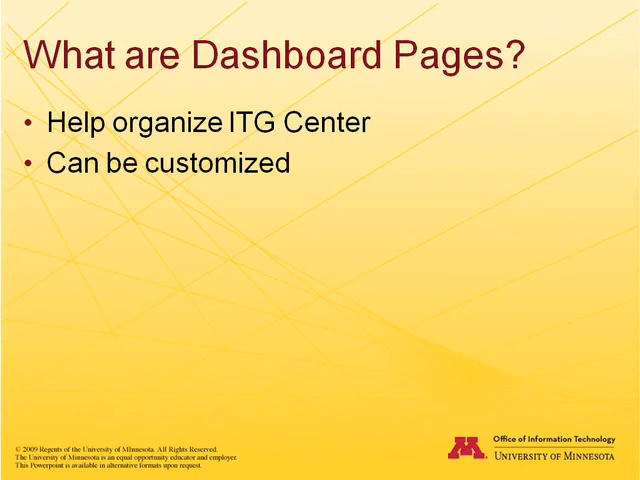 What are Dashboard Pages?
• Help organize ITG Center
• Can be customized
© 2009 Regents of the University of Minnesota. All Rights Reserved.
The University of Minnesota is an equal opportunity educator and employer.
This Powerpoint is available in alternative formats upon request.
M
Office of Information Technology
UNIVERSITY OF MINNESOTA